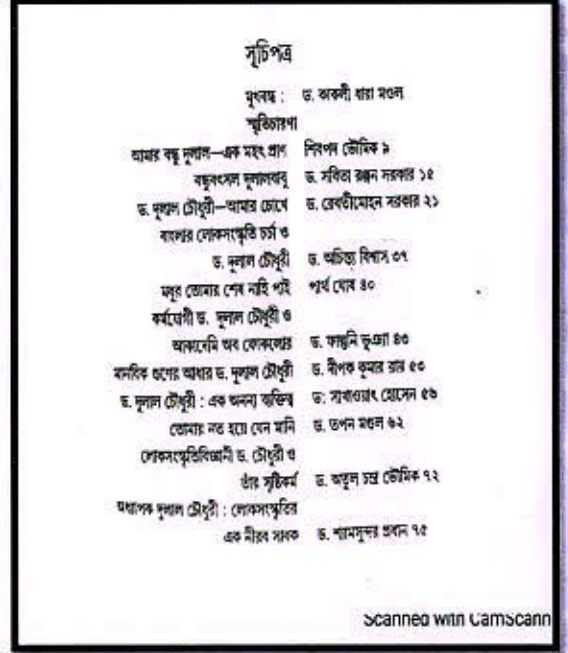 সূচিপত্র
মুখবন্ধ : ড. কাকলী ধারা মণ্ডল
স্মৃতিচারণা
আমার বন্ধু দুলাল—এক মহৎ প্রাণ শিবপদ ভৌমিক ৯
বন্ধুবৎসল দুলালবাবু ড. সবিতা রঞ্জন সরকার ১৫
ড. দুলাল চৌধুরী—আমার চোখে ড. রেবতীমোহন সরকার ২১
বাংলার লোকসংস্কৃতি চর্চা ও
ড. দুলাল চৌধুরী ড. অচিন্ত্য বিশ্বাস ৩৭
মধুর তোমার শেষ নাহি পাই পার্থ ঘোষ ৪০
কর্মযোগী ড. দুলাল চৌধুরী ও
আকাদেমি অব ফোকলোর ড. ফাল্গুনি ভুঞ্যা ৪৩
মানবিক গুণের আধার ড. দুলাল চৌধুরী ড. দীপক কুমার রায় ৫৩
ড. দুলাল চৌধুরী : এক অনন্য ব্যক্তিত্ব ড: সাখাওয়াৎ হোসেন ৫৬
তোমায় নত হয়ে যেন মানি ড. তপন মণ্ডল ৬২
লোকসংস্কৃতিবিজ্ঞানী ড. চৌধুরী ও
তাঁর সৃষ্টিকর্ম ড. অতুল চন্দ্র ভৌমিক ৭২
অধ্যাপক দুলাল চৌধুরী : লোকসংস্কৃতির
এক নীরব সাধক ড. শ্যামসুন্দর প্রধান ৭৫
Scanned with CamScann